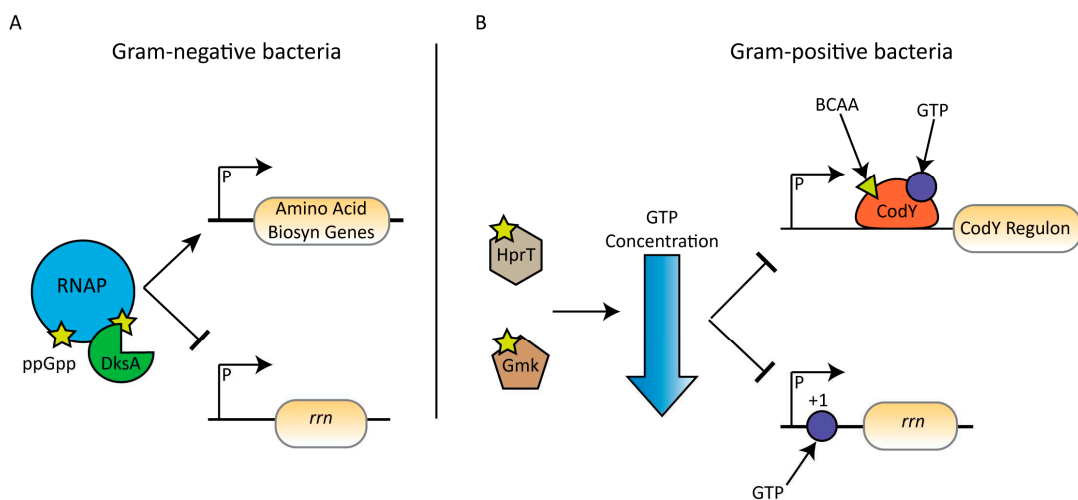 A
Gram-negative bacteria
P
Amino Acid
Biosyn Genes
RNAP
ppGpp
DksA
P
rrn
B
Gram-positive bacteria
BCAA
GTP
P
CodY
CodY Regulon
GTP
Concentration
HprT
Gmk
P
+1
rrn
GTP